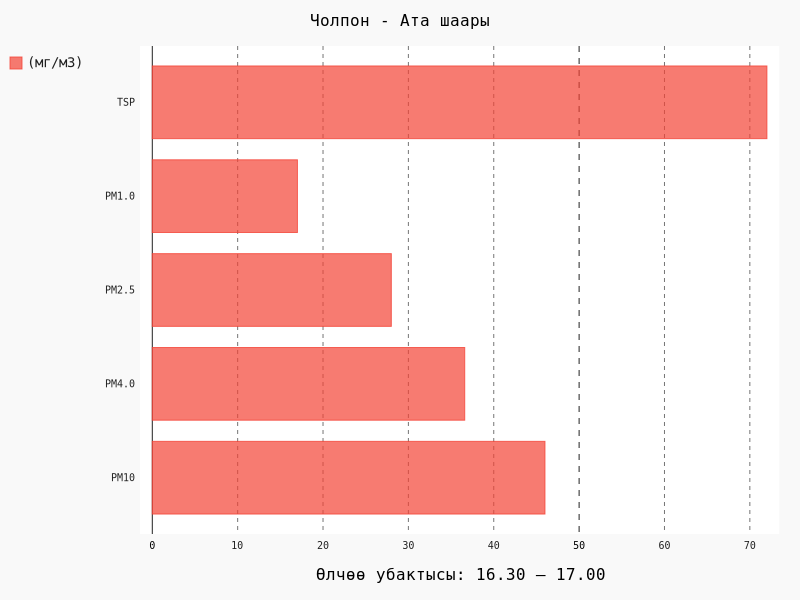 Чолпон - Ата шаары
(мг/м3)
TSP
PM1.0
PM2.5
PM4.0
PM10
0 10 20 30 40 50 60 70
Өлчөө убактысы: 16.30 – 17.00